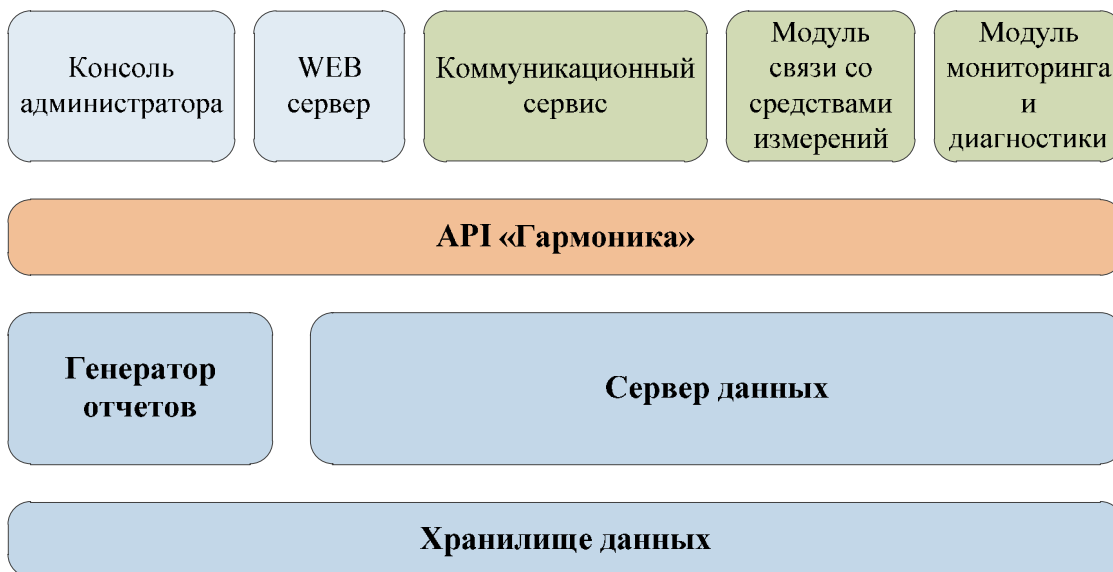 Консоль
администратора
WEB
сервер
Коммуникационный
сервис
Модуль
связи со
средствами
измерений
Модуль
мониторинга
и
диагностики
API «Гармоника»
Генератор
отчетов
Сервер данных
Хранилище данных